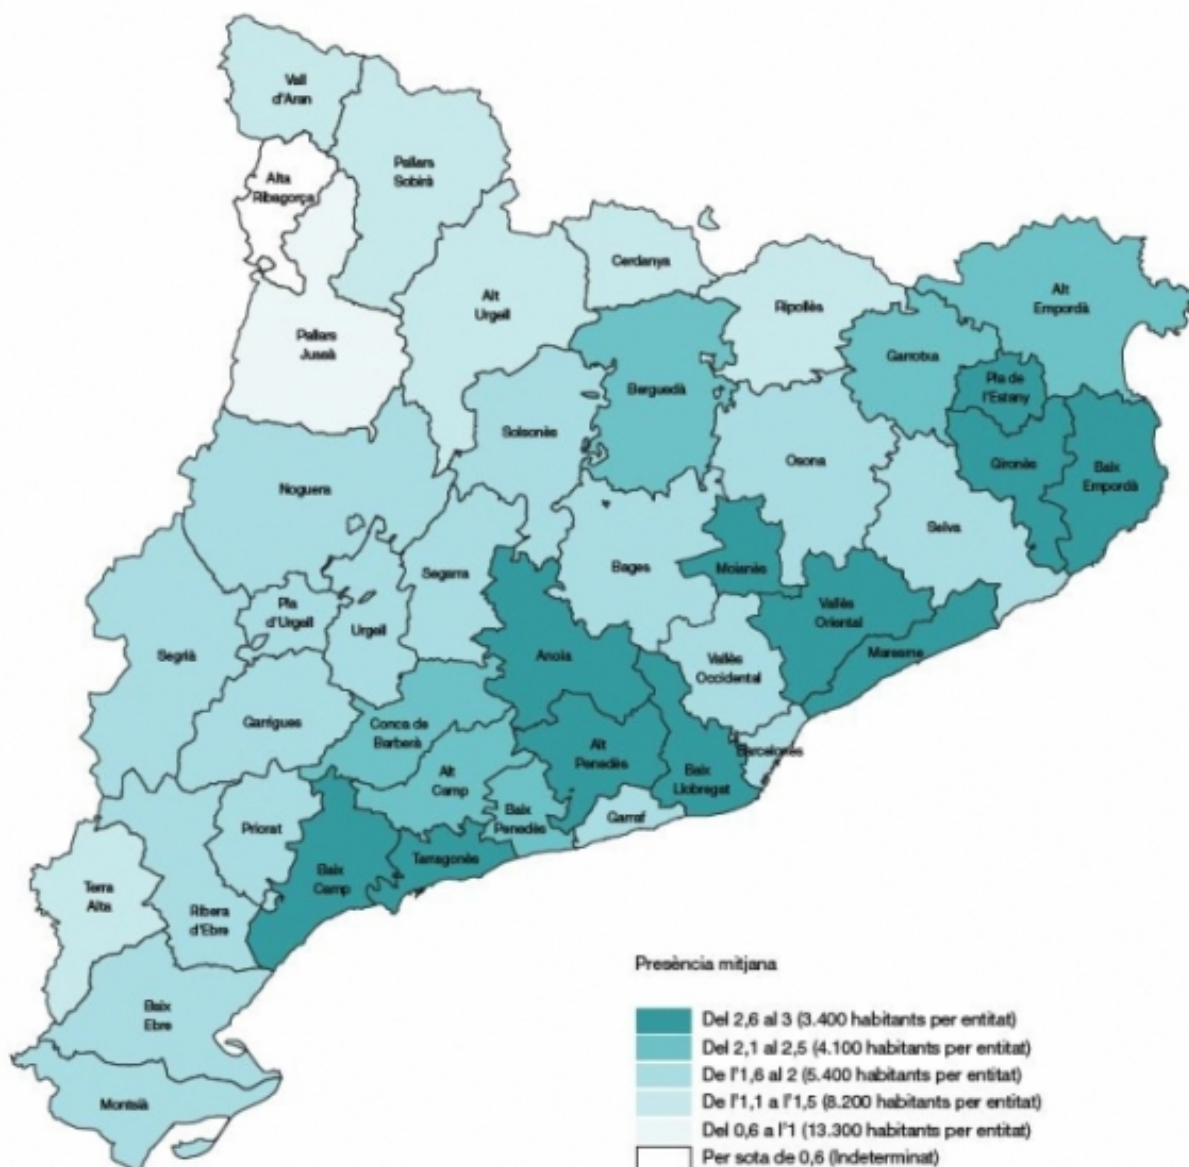 Vall
d'Aran
Alta
Ribagorça
Pallars
Sobirà
Cerdanya
Alt
Urgell
Ripollès
Alt
Empordà
Pallars
Jussà
Garrotxa
Berguedà
Pla de
l'Estany
Solsonès
Osona
Gironès
Baix
Empordà
Noguera
Selva
Segarra
Bages
Moianès
Pla
d'Urgell
Urgell
Vallès
Oriental
Segrià
Anoia
Vallès
Occidental
Maresme
Garrigues
Conca de
Barberà
Alt
Penedès
Barcelonès
Alt
Camp
Baix
Llobregat
Baix
Penedès
Garraf
Priorat
Tarragonès
Baix
Camp
Terra
Alta
Ribera
d'Ebre
Baix
Ebre
Montsià
Presència mitjana
Del 2,6 al 3 (3.400 habitants per entitat)
Del 2,1 al 2,5 (4.100 habitants per entitat)
De l'1,6 al 2 (5.400 habitants per entitat)
De l'1,1 a l'1,5 (8.200 habitants per entitat)
Del 0,6 a l'1 (13.300 habitants per entitat)
Per sota de 0,6 (Indeterminat)